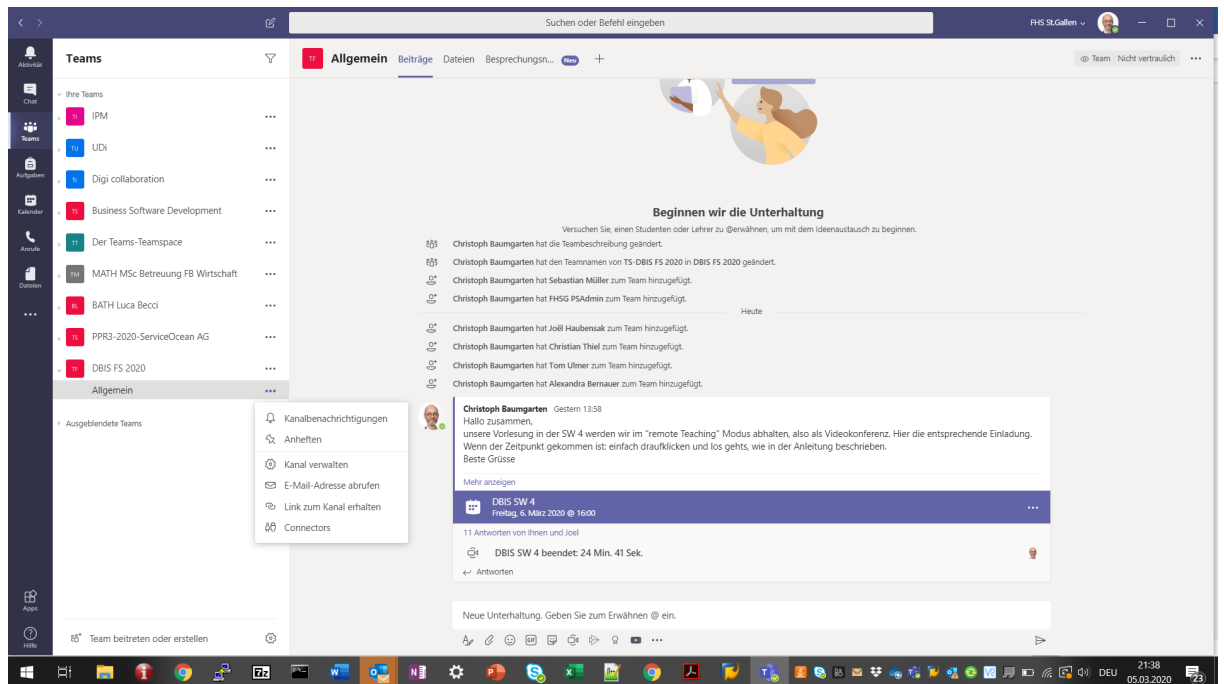 Suchen oder Befehl eingeben
FHS St.Gallen
Aktivität
Chat
Teams
Aufgaben
Kalender
Anrufe
Dateien
Apps
Hilfe
Teams
Ihre Teams
TI IPM
TU UDi
Digi collaboration
TS Business Software Development
TT Der Teams-Teamspace
TM MATH MSc Betreuung FB Wirtschaft
BL BATH Luca Becci
TS PPR3-2020-ServiceOcean AG
TF DBIS FS 2020
Allgemein
Ausgeblendete Teams
Kanalbenachrichtigungen
Anheften
Kanal verwalten
E-Mail-Adresse abrufen
Link zum Kanal erhalten
Connectors
Team beitreten oder erstellen
TF Allgemein Beiträge Dateien Besprechungsn... Neu
Team Nicht vertraulich
Beginnen wir die Unterhaltung
Versuchen Sie, einen Studenten oder Lehrer zu @erwähnen, um mit dem Ideenaustausch zu beginnen.
Christoph Baumgarten hat die Teambeschreibung geändert.
Christoph Baumgarten hat den Teamnamen von TS-DBIS FS 2020 in DBIS FS 2020 geändert.
Christoph Baumgarten hat Sebastian Müller zum Team hinzugefügt.
Christoph Baumgarten hat FHSG PSAdmin zum Team hinzugefügt.
Heute
Christoph Baumgarten hat Joël Haubensak zum Team hinzugefügt.
Christoph Baumgarten hat Christian Thiel zum Team hinzugefügt.
Christoph Baumgarten hat Tom Ulmer zum Team hinzugefügt.
Christoph Baumgarten hat Alexandra Bernauer zum Team hinzugefügt.
Christoph Baumgarten Gestern 13:58
Hallo zusammen,
unsere Vorlesung in der SW 4 werden wir im "remote Teaching" Modus abhalten, also als Videokonferenz. Hier die entsprechende Einladung.
Wenn der Zeitpunkt gekommen ist: einfach draufklicken und los gehts, wie in der Anleitung beschrieben.
Beste Grüsse
Mehr anzeigen
DBIS SW 4
Freitag, 6. März 2020 @ 16:00
11 Antworten von Ihnen und Joel
DBIS SW 4 beendet: 24 Min. 41 Sek.
Antworten
Neue Unterhaltung. Geben Sie zum Erwähnen @ ein.
GIF
DEU
21:38
05.03.2020
23